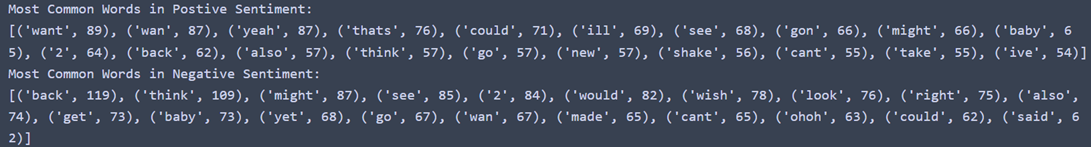 Most Common Words in Postive Sentiment:
[('want', 89), ('wan', 87), ('yeah', 87), ('thats', 76), ('could', 71), ('ill', 69), ('see', 68), ('gon', 66), ('might', 66), ('baby', 6
5), ('2', 64), ('back', 62), ('also', 57), ('think', 57), ('go', 57), ('new', 57), ('shake', 56), ('cant', 55), ('take', 55), ('ive', 54)]
Most Common Words in Negative Sentiment:
[('back', 119), ('think', 109), ('might', 87), ('see', 85), ('2', 84), ('would', 82), ('wish', 78), ('look', 76), ('right', 75), ('also',
74), ('get', 73), ('baby', 73), ('yet', 68), ('go', 67), ('wan', 67), ('made', 65), ('cant', 65), ('ohoh', 63), ('could', 62), ('said', 6
2)]